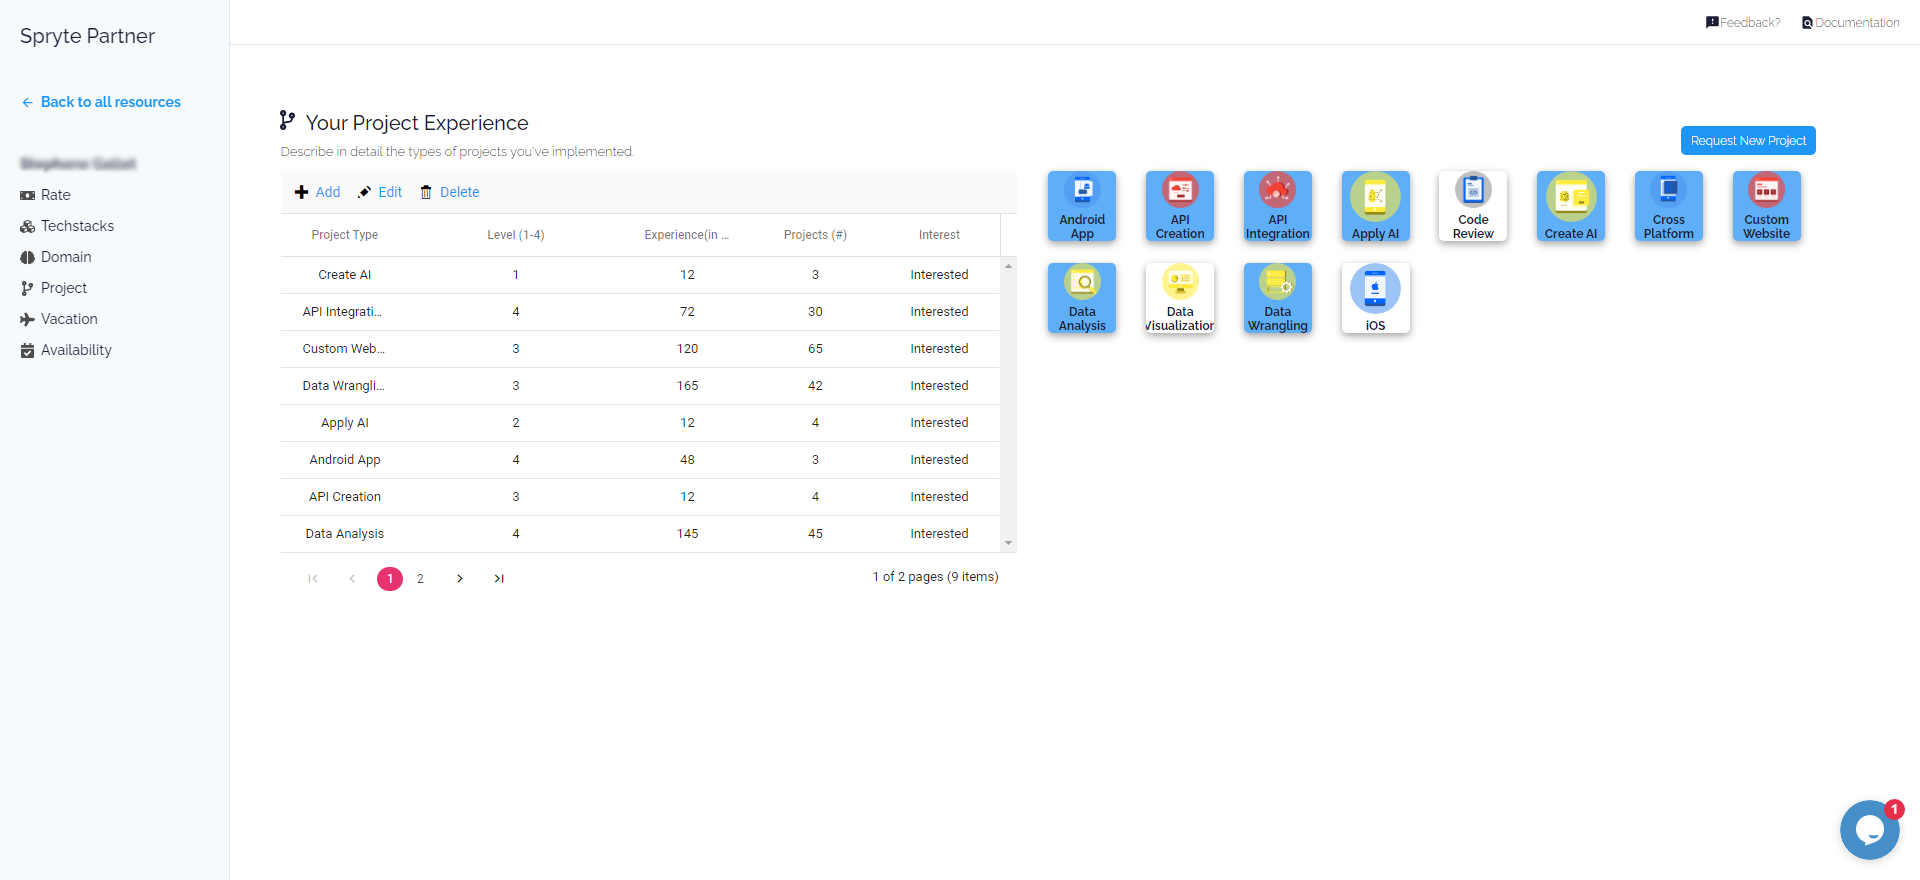 Spryte Partner
Feedback?
Documentation
Back to all resources
Rate
Techstacks
Domain
Project
Vacation
Availability
Your Project Experience
Describe in detail the types of projects you've implemented.
Request New Project
Add Edit Delete
Project Type Level (1-4) Experience(in ... Projects (#) Interest
Create AI 1 12 3 Interested
API Integrati... 4 72 30 Interested
Custom Web... 3 120 65 Interested
Data Wrangli... 3 165 42 Interested
Apply AI 2 12 4 Interested
Android App 4 48 3 Interested
API Creation 3 12 4 Interested
Data Analysis 4 145 45 Interested
1 2
1 of 2 pages (9 items)
Android
App
API
Creation
API
Integration
Apply AI
Code
Review
Create AI
Cross
Platform
Custom
Website
Data
Analysis
Data
Visualization
Data
Wrangling
iOS
1